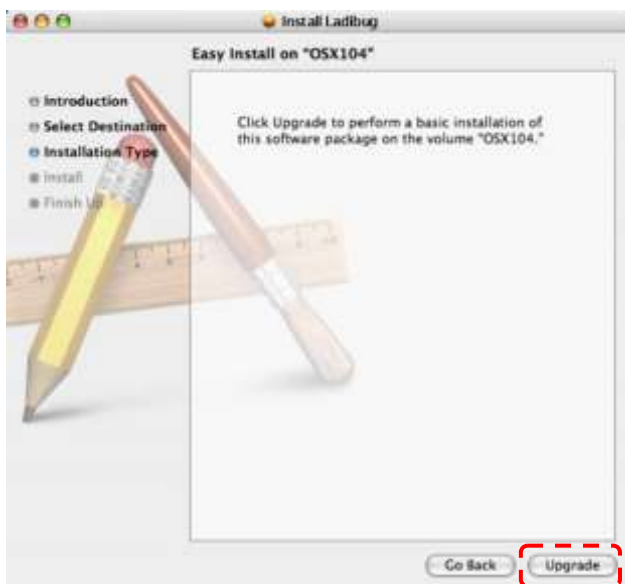 Install Ladibug
Easy Install on "OSX104"
Introduction
Select Destination
Installation Type
Install
Finish Up
Click Upgrade to perform a basic installation of
this software package on the volume "OSX104."
Go Back
Upgrade